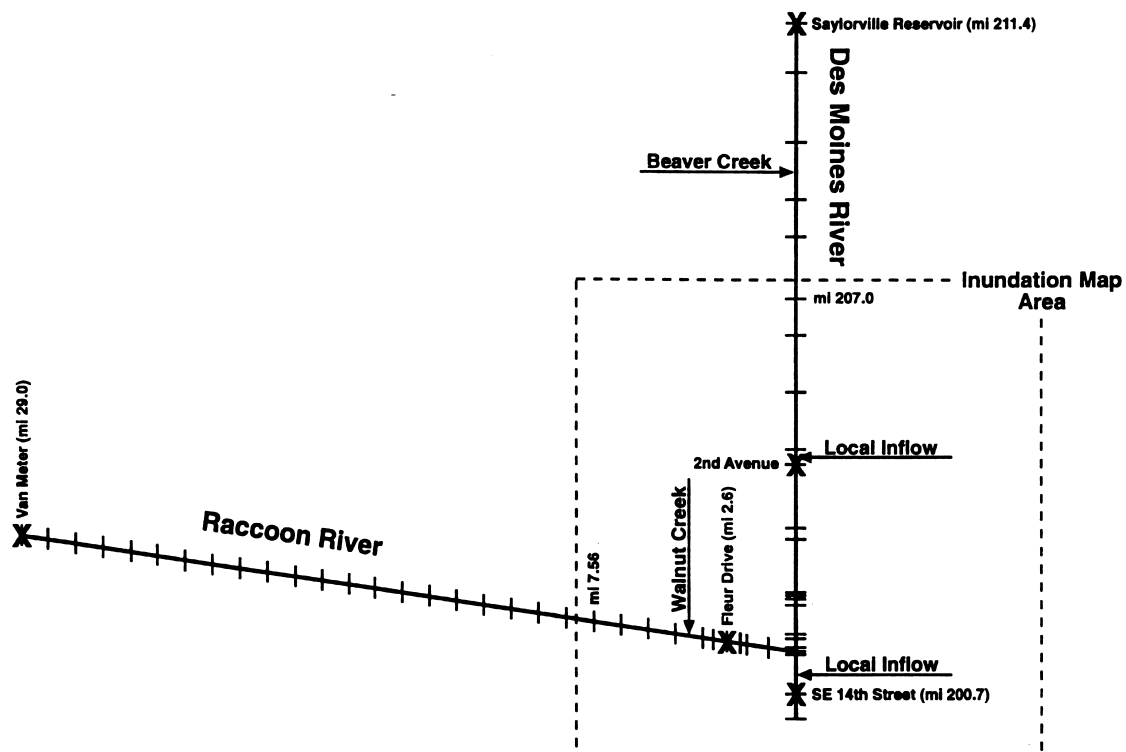 Saylorville Reservoir (mi 211.4)
Des Moines River
Beaver Creek
Inundation Map
Area
mi 207.0
Van Meter (mi 29.0)
Local Inflow
2nd Avenue
Raccoon River
mi 7.56
Walnut Creek
Fleur Drive (mi 2.6)
Local Inflow
SE 14th Street (mi 200.7)